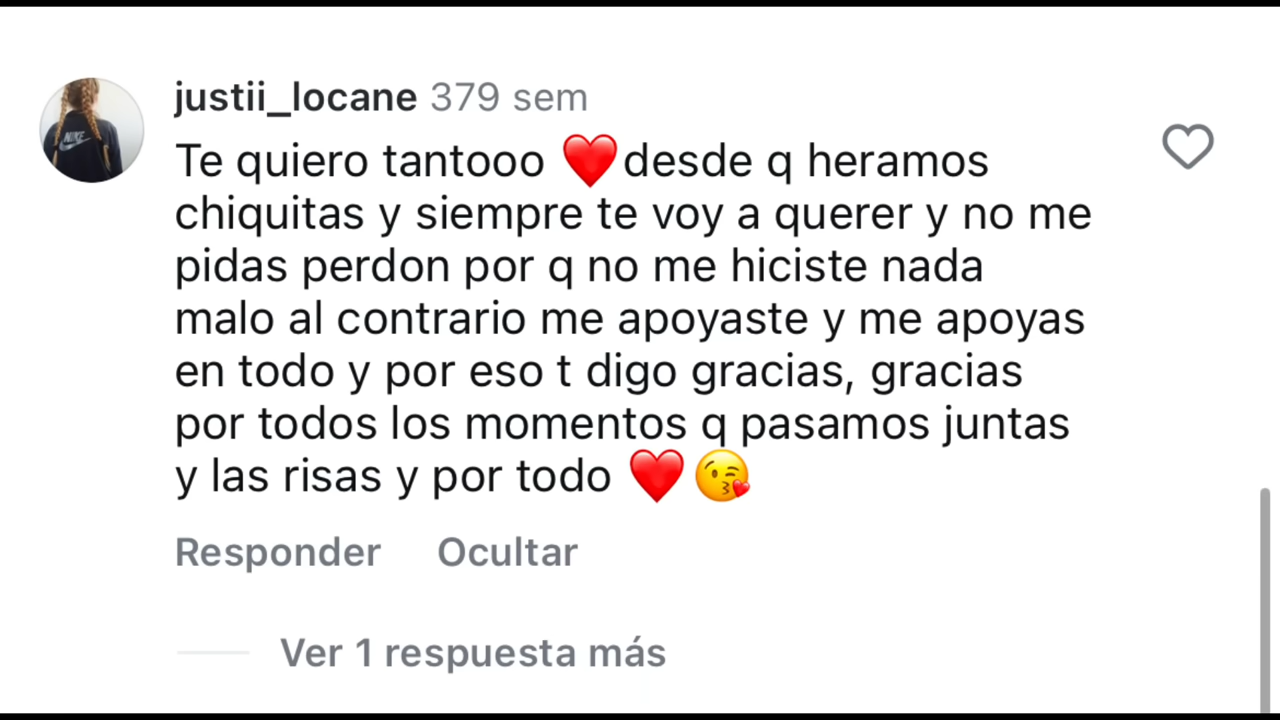 justii_locane 379 sem
Te quiero tantooo ❤️desde q heramos
chiquitas y siempre te voy a querer y no me
pidas perdon por q no me hiciste nada
malo al contrario me apoyaste y me apoyas
en todo y por eso t digo gracias, gracias
por todos los momentos q pasamos juntas
y las risas y por todo ❤️😘
Responder Ocultar
Ver 1 respuesta más
NIKE